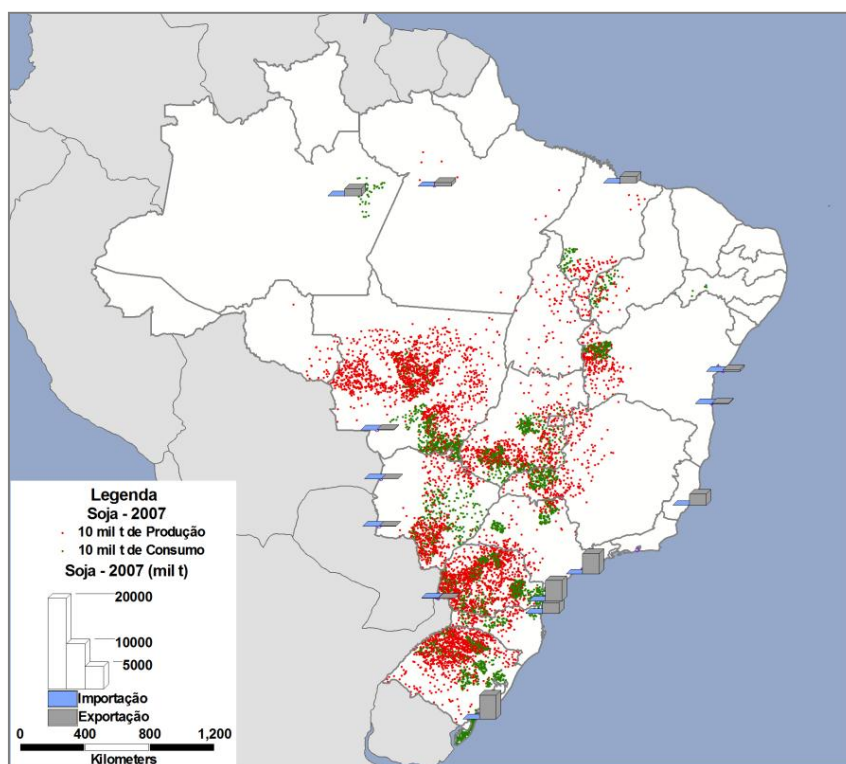 Legenda
Soja - 2007
10 mil t de Produção
10 mil t de Consumo
Soja - 2007 (mil t)
20000
10000
5000
Importação
Exportação
0 400 800 1,200
Kilometers